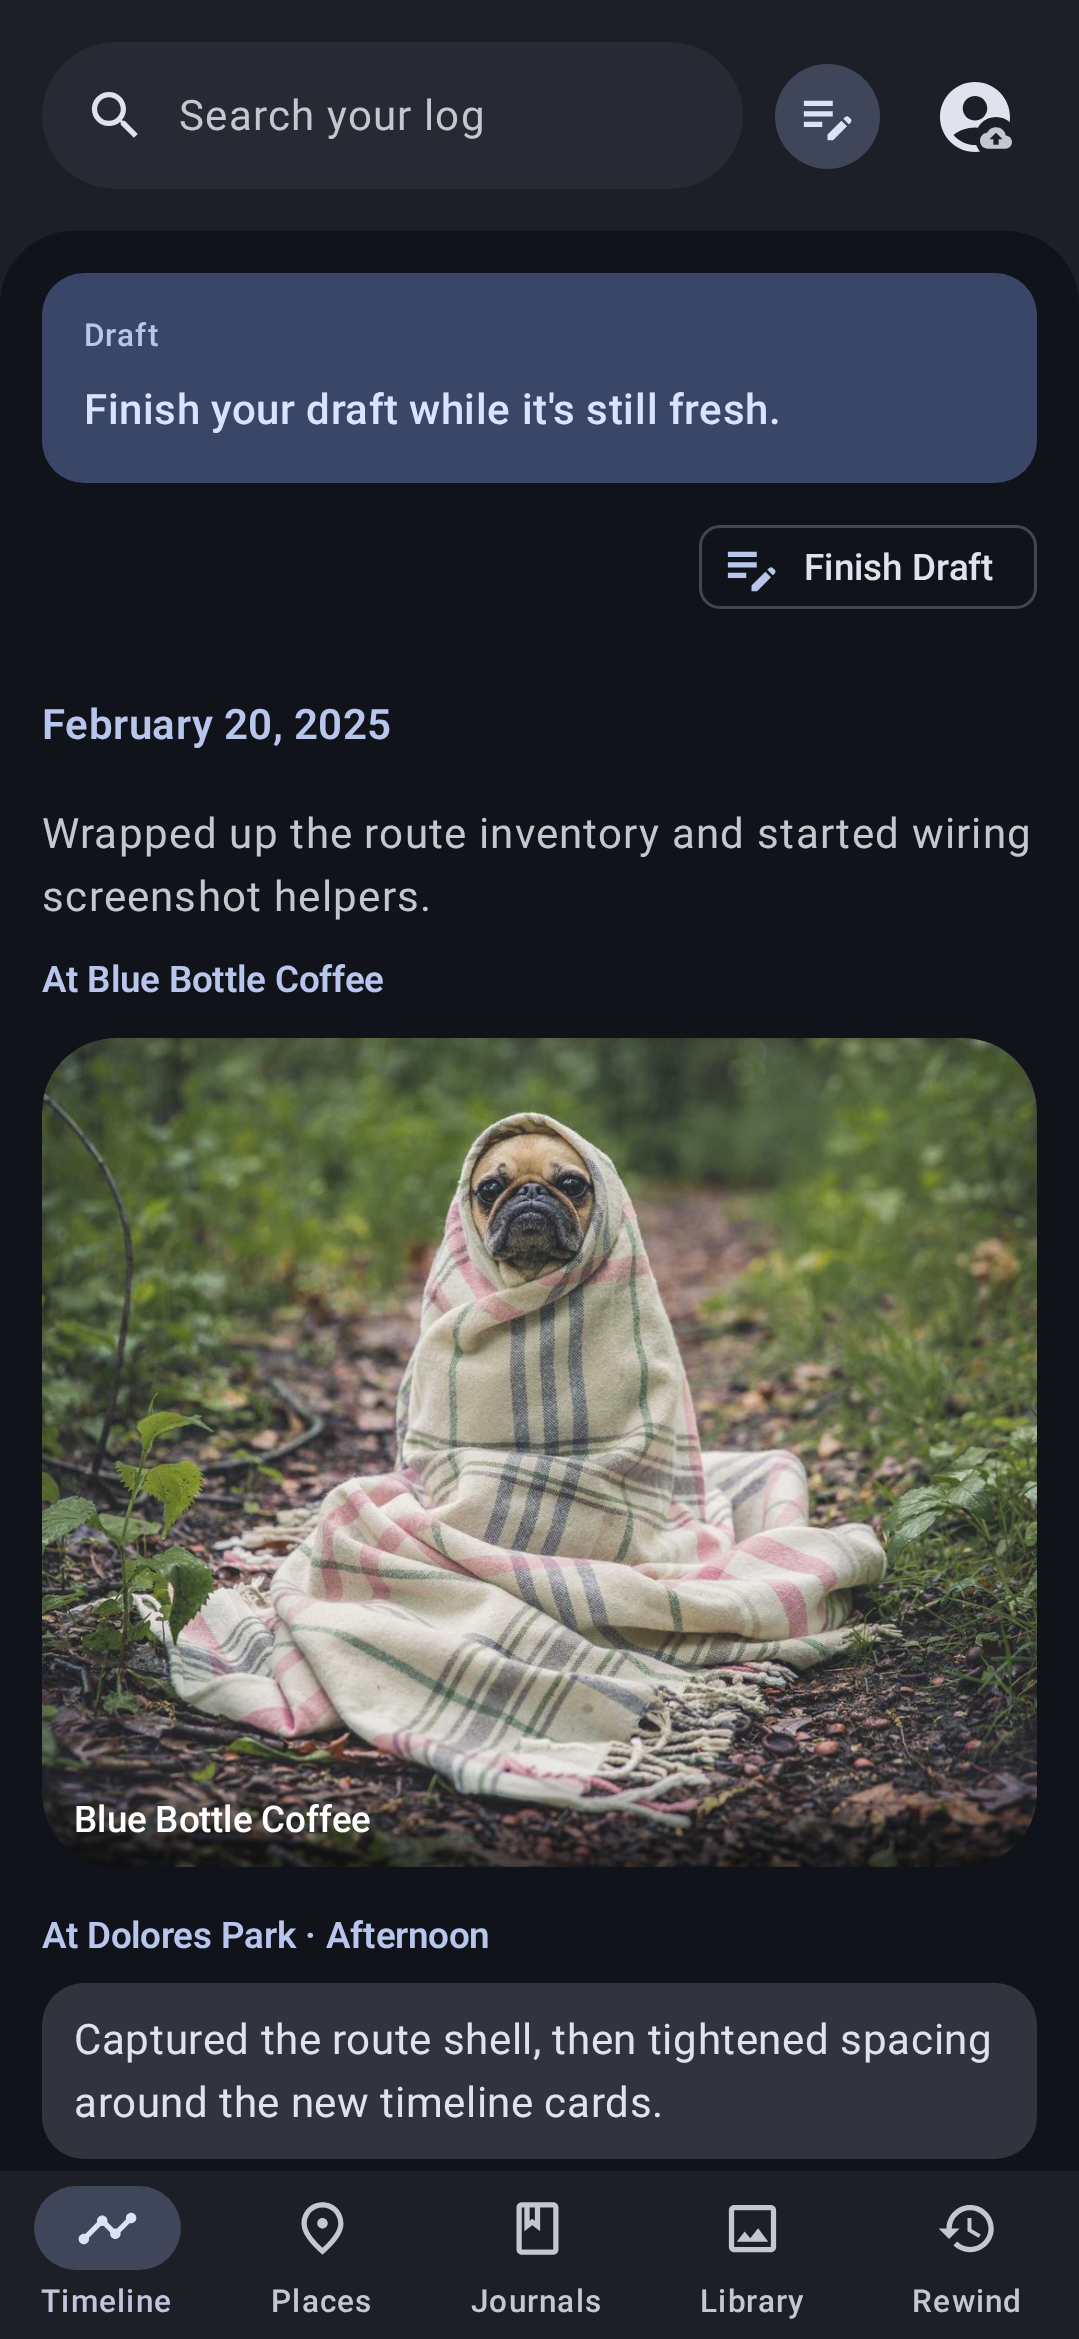 Search your log
Draft
Finish your draft while it's still fresh.
Finish Draft
February 20, 2025
Wrapped up the route inventory and started wiring
screenshot helpers.
At Blue Bottle Coffee
Blue Bottle Coffee
At Dolores Park · Afternoon
Captured the route shell, then tightened spacing
around the new timeline cards.
Timeline
Places
Journals
Library
Rewind